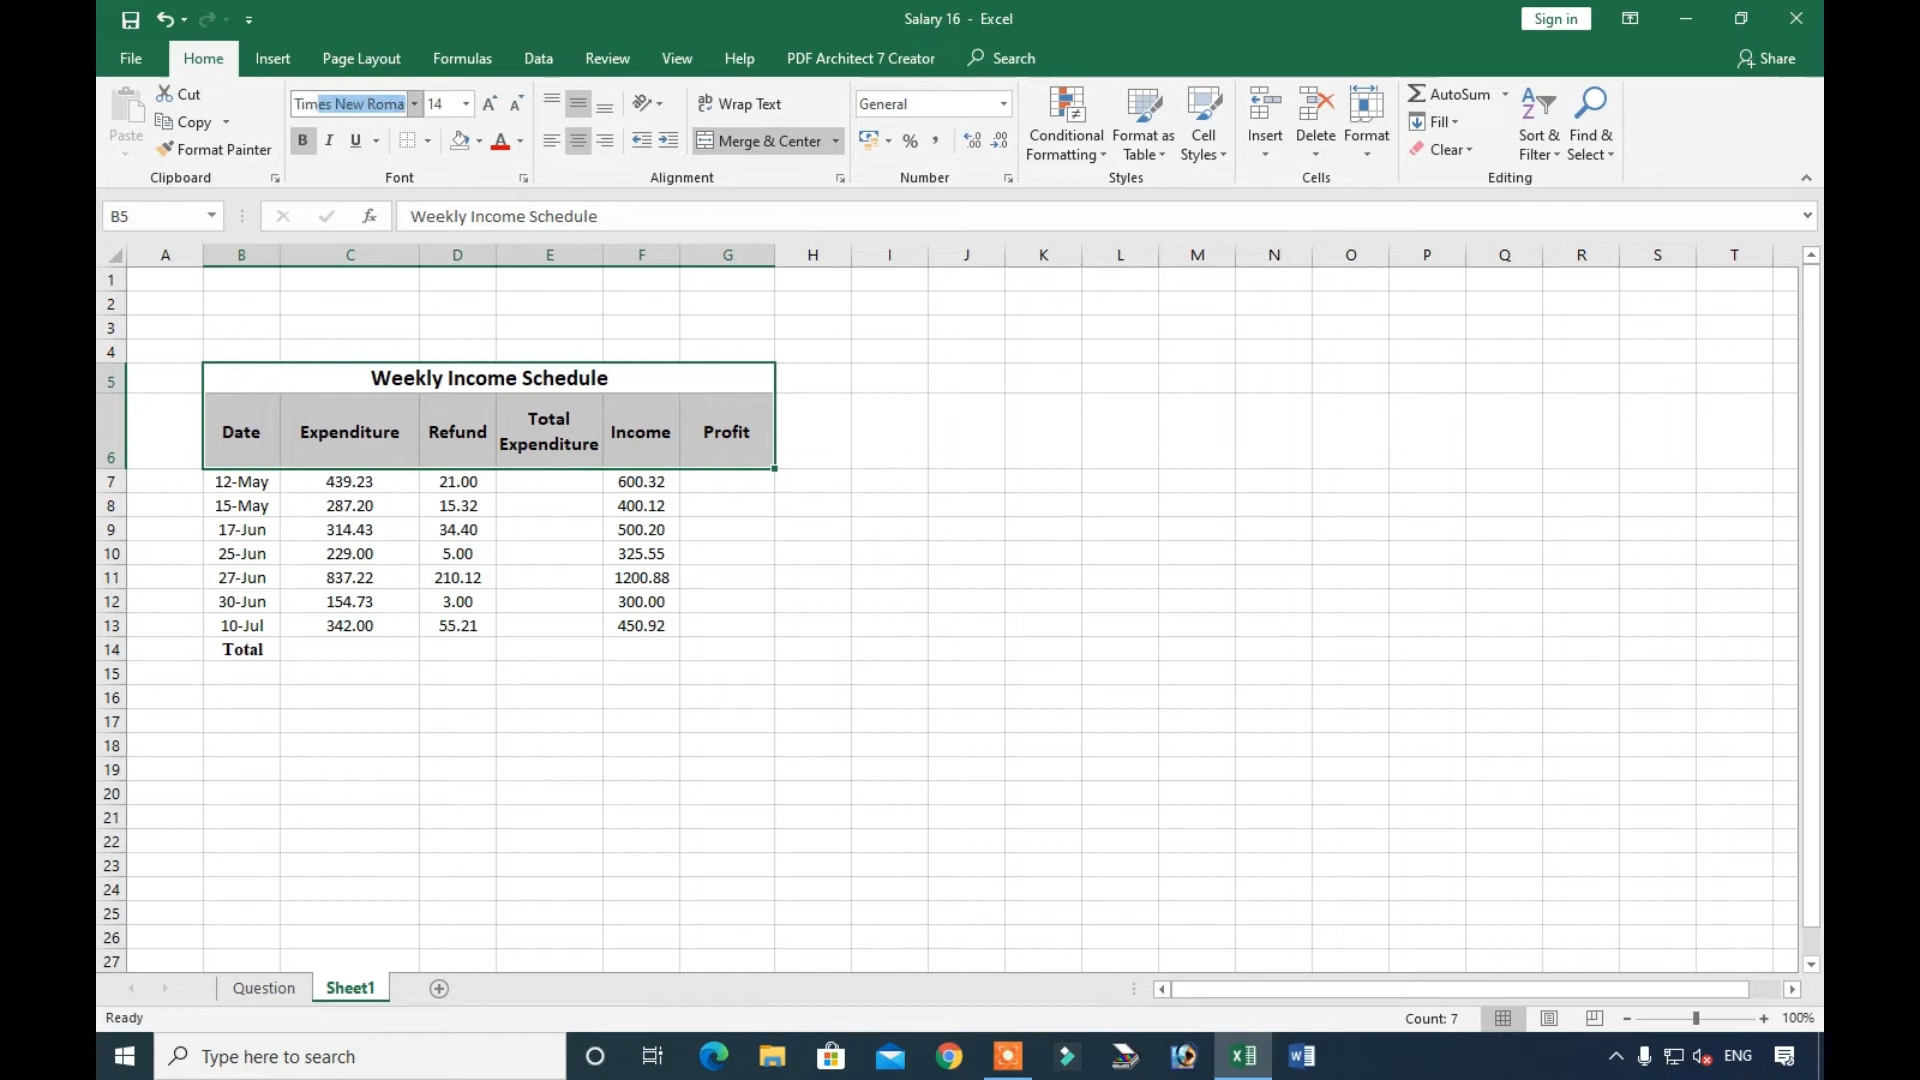 Salary 16 - Excel
Sign in
File Home Insert Page Layout Formulas Data Review View Help PDF Architect 7 Creator Search Share
Paste
Cut
Copy
Format Painter
Clipboard
Times New Roma 14
B I U
A
Font
Wrap Text
Merge & Center
Alignment
General
%
Number
Conditional Formatting
Format as Table
Cell Styles
Styles
Insert Delete Format
Cells
AutoSum
Fill
Clear
Sort & Filter
Find & Select
Editing
B5 fx Weekly Income Schedule
A B C D E F G H I J K L M N O P Q R S T
1
2
3
4
5 Weekly Income Schedule
6 Date Expenditure Refund Total Expenditure Income Profit
7 12-May 439.23 21.00 600.32
8 15-May 287.20 15.32 400.12
9 17-Jun 314.43 34.40 500.20
10 25-Jun 229.00 5.00 325.55
11 27-Jun 837.22 210.12 1200.88
12 30-Jun 154.73 3.00 300.00
13 10-Jul 342.00 55.21 450.92
14 Total
15
16
17
18
19
20
21
22
23
24
25
26
27
Question Sheet1
Ready Count: 7 100%
Type here to search ENG